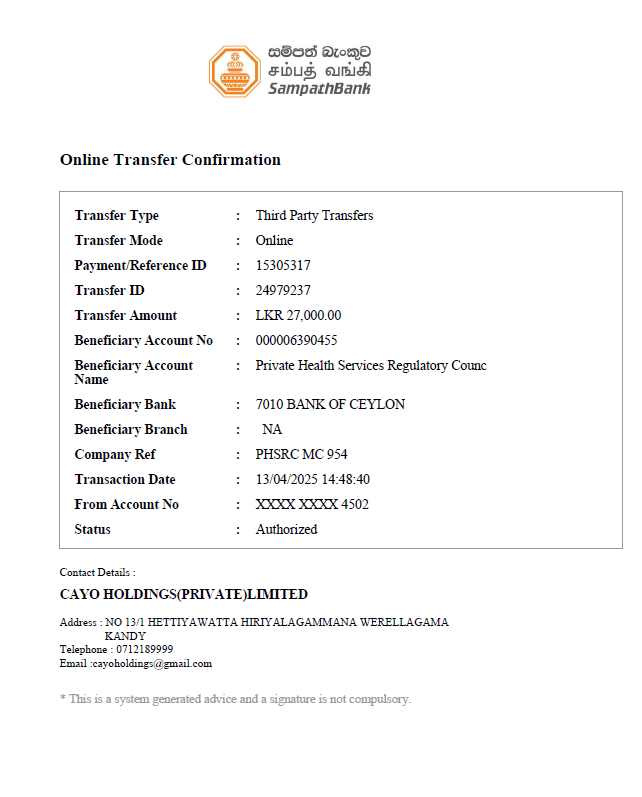 සම්පත් බැංකුව
சம்பத் வங்கி
SampathBank
Online Transfer Confirmation
Transfer Type : Third Party Transfers
Transfer Mode : Online
Payment/Reference ID : 15305317
Transfer ID : 24979237
Transfer Amount : LKR 27,000.00
Beneficiary Account No : 000006390455
Beneficiary Account : Private Health Services Regulatory Counc
Name
Beneficiary Bank : 7010 BANK OF CEYLON
Beneficiary Branch : NA
Company Ref : PHSRC MC 954
Transaction Date : 13/04/2025 14:48:40
From Account No : XXXX XXXX 4502
Status : Authorized
Contact Details :
CAYO HOLDINGS(PRIVATE)LIMITED
Address : NO 13/1 HETTIYAWATTA HIRIYALAGAMMANA WERELLAGAMA
KANDY
Telephone : 0712189999
Email :cayoholdings@gmail.com
* This is a system generated advice and a signature is not compulsory.